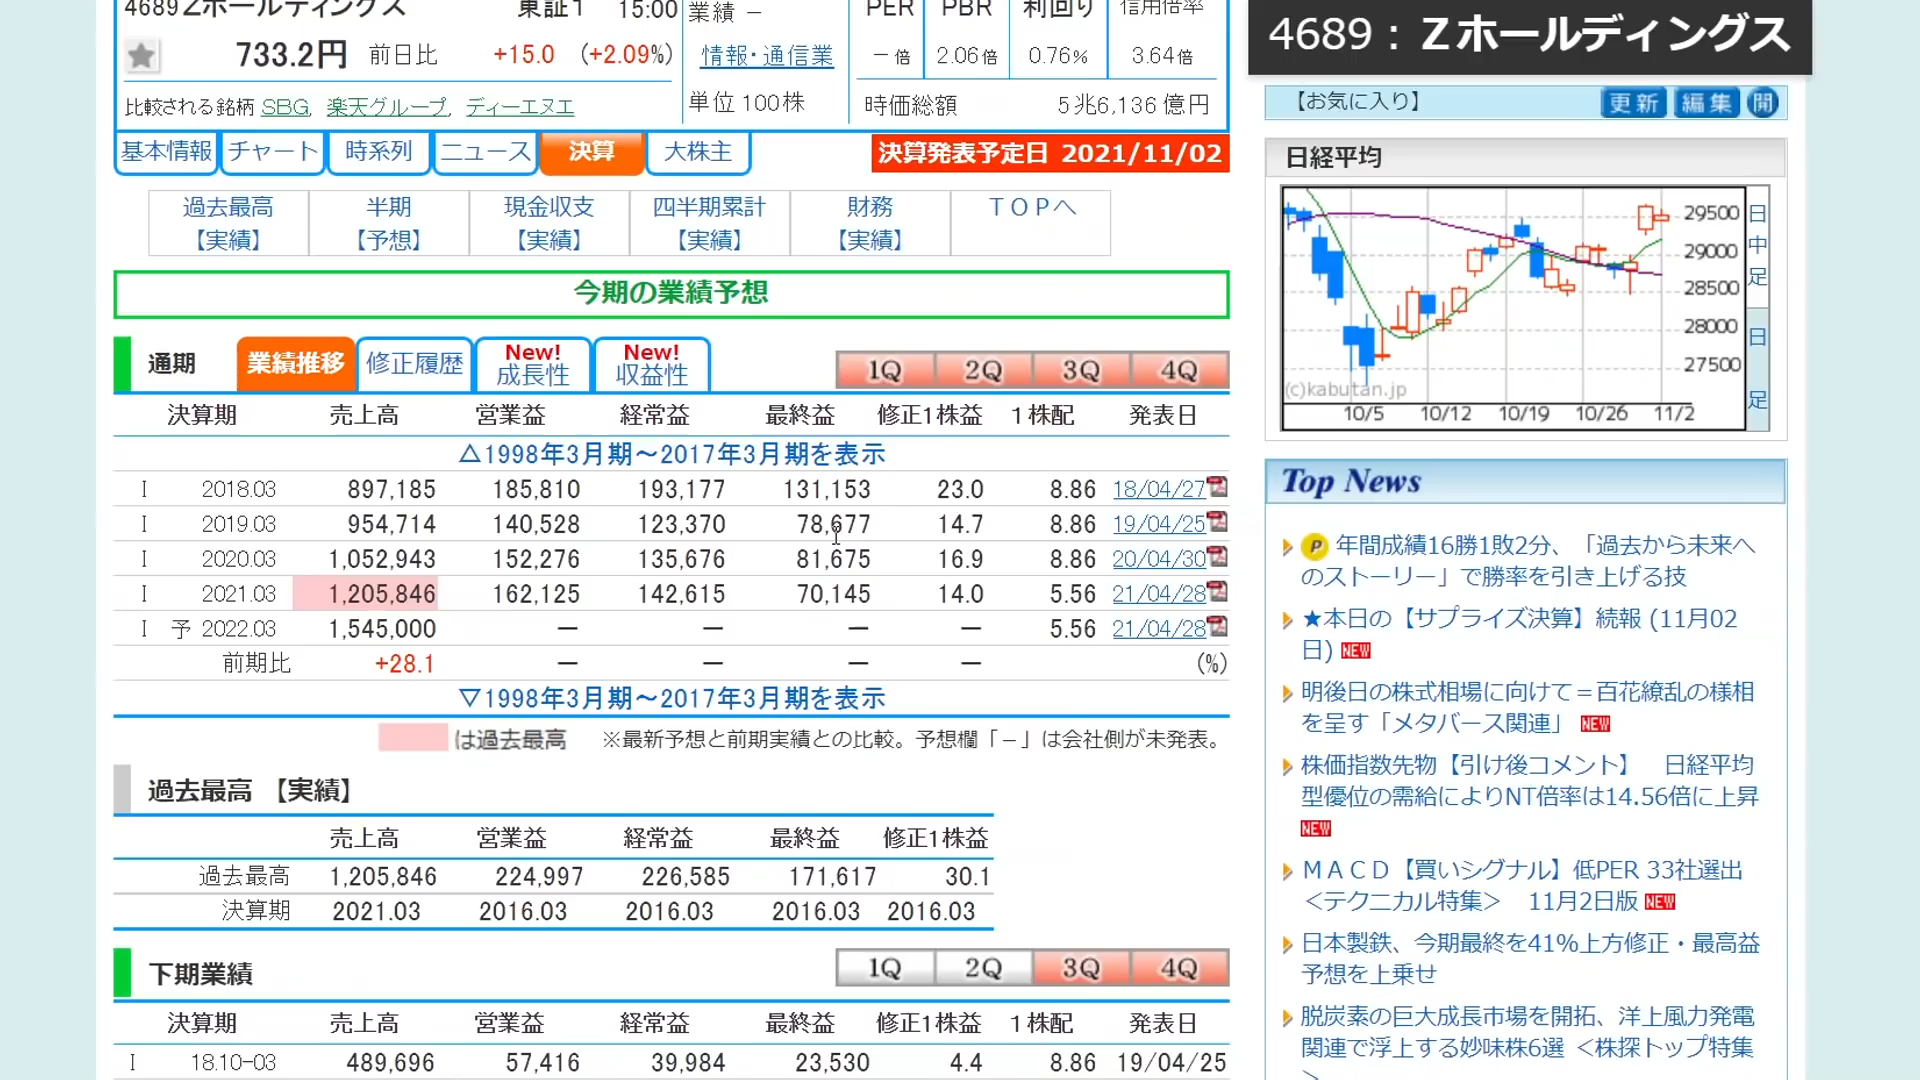 4689 Zホールディングス 東証1 15:00 業績 － PER PBR 利回り 信用倍率
733.2円 前日比 +15.0 (+2.09%) 情報・通信業 －倍 2.06倍 0.76% 3.64倍
比較される銘柄 SBG, 楽天グループ, ディーエヌエ 単位 100株 時価総額 5兆6,136億円
基本情報 チャート 時系列 ニュース 決算 大株主 決算発表予定日 2021/11/02
過去最高 半期 現金収支 四半期累計 財務 ＴＯＰへ
【実績】 【予想】 【実績】 【実績】 【実績】
今期の業績予想
通期 業績推移 修正履歴 New! 成長性 New! 収益性 1Q 2Q 3Q 4Q
決算期 売上高 営業益 経常益 最終益 修正1株益 １株配 発表日
△1998年3月期～2017年3月期を表示
I 2018.03 897,185 185,810 193,177 131,153 23.0 8.86 18/04/27
I 2019.03 954,714 140,528 123,370 78,677 14.7 8.86 19/04/25
I 2020.03 1,052,943 152,276 135,676 81,675 16.9 8.86 20/04/30
I 2021.03 1,205,846 162,125 142,615 70,145 14.0 5.56 21/04/28
I 予 2022.03 1,545,000 － － － － 5.56 21/04/28
前期比 +28.1 － － － － (%)
▽1998年3月期～2017年3月期を表示
は過去最高 ※最新予想と前期実績との比較。予想欄「－」は会社側が未発表。
過去最高 【実績】
売上高 営業益 経常益 最終益 修正1株益
過去最高 1,205,846 224,997 226,585 171,617 30.1
決算期 2021.03 2016.03 2016.03 2016.03 2016.03
下期業績 1Q 2Q 3Q 4Q
決算期 売上高 営業益 経常益 最終益 修正1株益 １株配 発表日
I 18.10-03 489,696 57,416 39,984 23,530 4.4 8.86 19/04/25
4689：Ｚホールディングス
【お気に入り】 更新 編集 開
日経平均
29500
29000
28500
28000
27500
(c)kabutan.jp
10/5 10/12 10/19 10/26 11/2
日
中
足
日
足
Top News
P 年間成績16勝1敗2分、「過去から未来へ
のストーリー」で勝率を引き上げる技
★本日の【サプライズ決算】続報 (11月02
日) NEW
明後日の株式相場に向けて＝百花繚乱の様相
を呈す「メタバース関連」 NEW
株価指数先物【引け後コメント】 日経平均
型優位の需給によりNT倍率は14.56倍に上昇
NEW
ＭＡＣＤ【買いシグナル】低PER 33社選出
＜テクニカル特集＞ 11月2日版 NEW
日本製鉄、今期最終を41%上方修正・最高益
予想を上乗せ
脱炭素の巨大成長市場を開拓、洋上風力発電
関連で浮上する妙味株6選 ＜株探トップ特集
＞